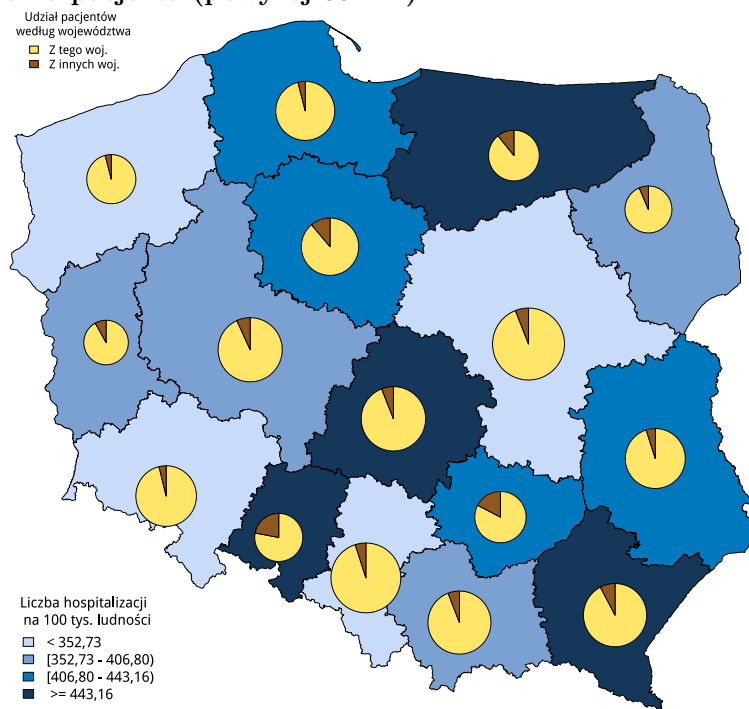 Udział pacjentów
według województwa
Z tego woj.
Z innych woj.
Liczba hospitalizacji
na 100 tys. ludności
< 352,73
[352,73 - 406,80)
[406,80 - 443,16)
>= 443,16